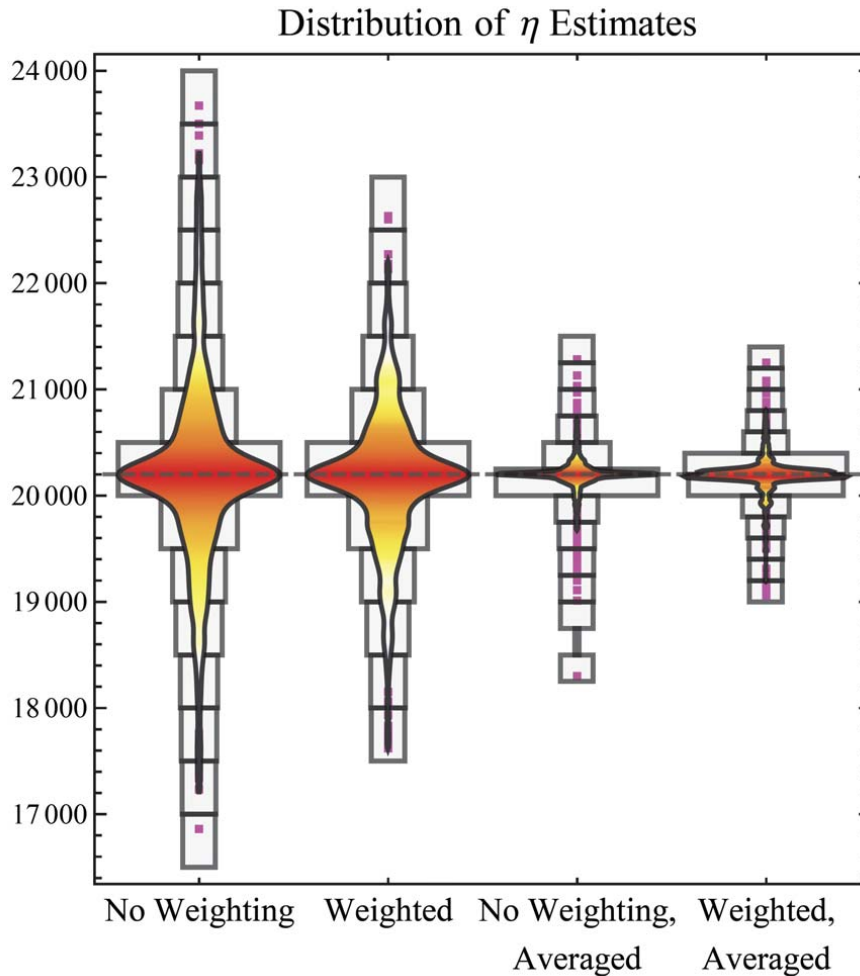 Distribution of η Estimates
24 000
23 000
22 000
21 000
20 000
19 000
18 000
17 000
No Weighting
Weighted
No Weighting,
Averaged
Weighted,
Averaged